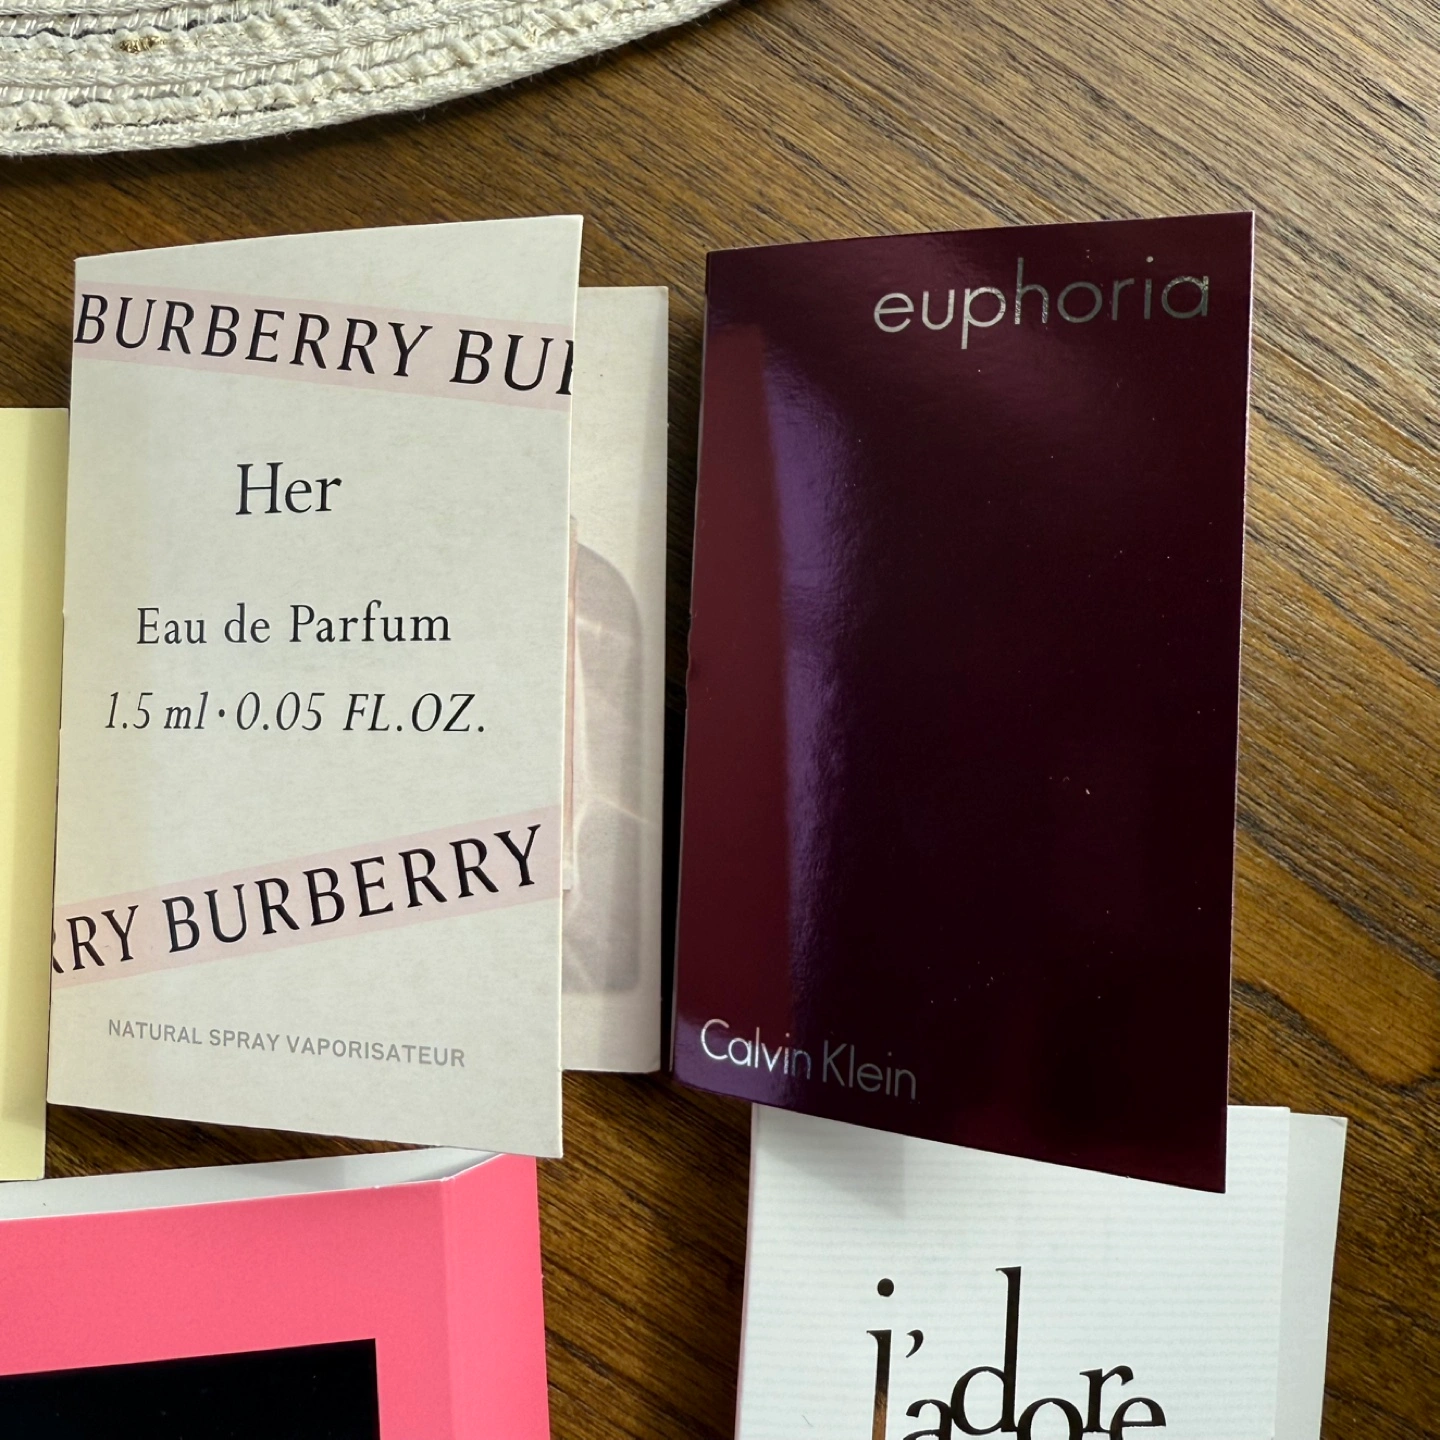 BURBERRY BUR
Her
Eau de Parfum
1.5 ml · 0.05 FL.OZ.
RRY BURBERRY
NATURAL SPRAY VAPORISATEUR
euphoria
Calvin Klein
j'adore